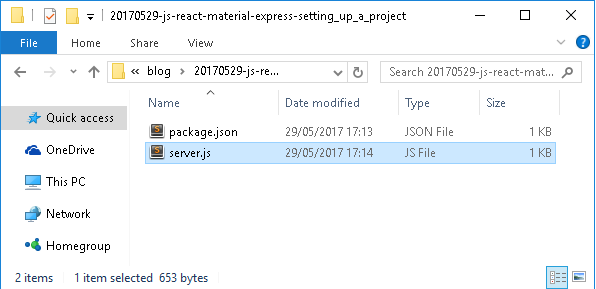 20170529-js-react-material-express-setting_up_a_project
File Home Share View
« blog 20170529-js-re... Search 20170529-js-react-mat...
Name Date modified Type Size
Quick access
package.json 29/05/2017 17:13 JSON File 1 KB
OneDrive
server.js 29/05/2017 17:14 JS File 1 KB
This PC
Network
Homegroup
2 items 1 item selected 653 bytes